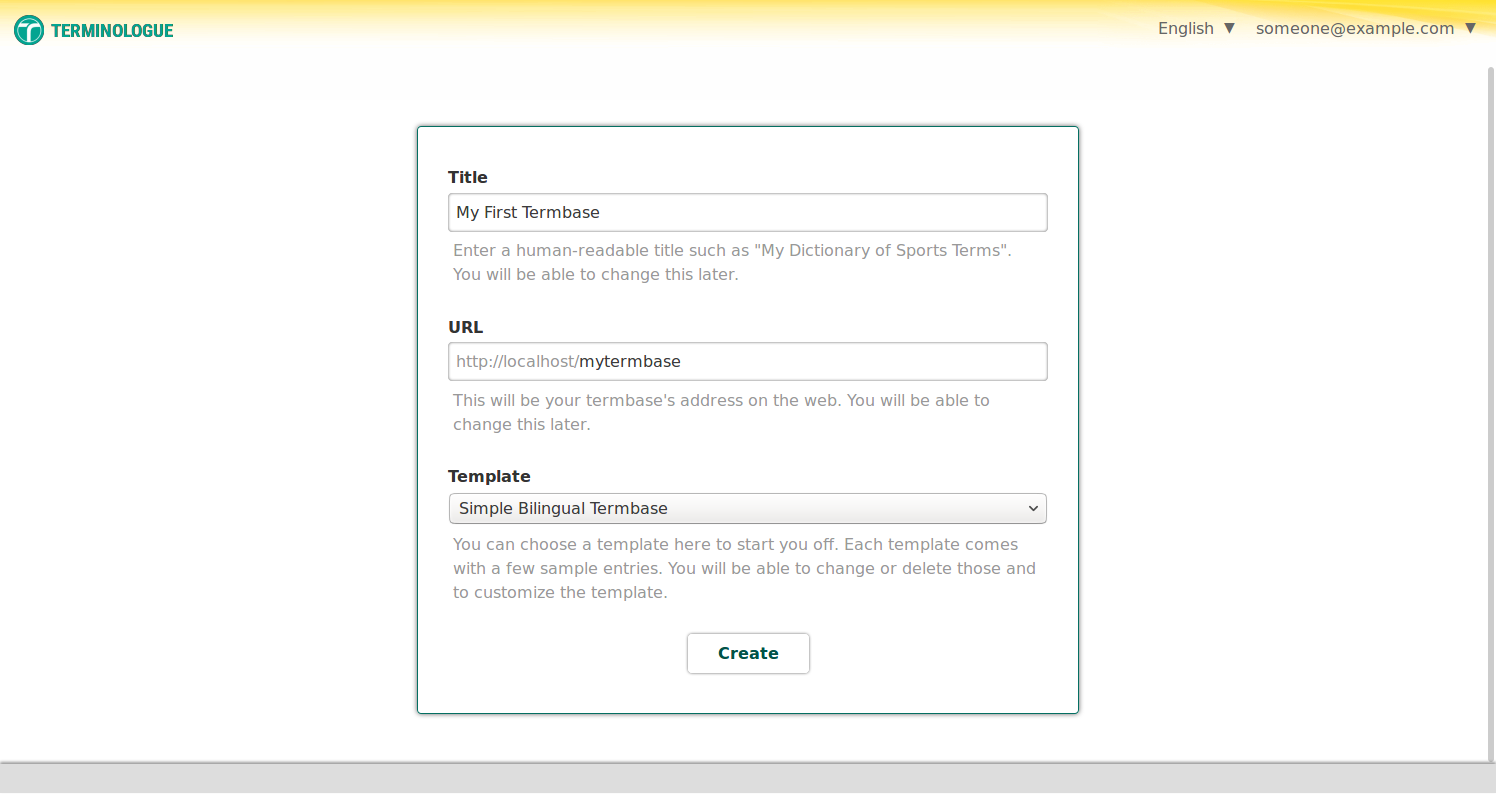 TERMINOLOGUE
English ▼ someone@example.com ▼
Title
My First Termbase
Enter a human-readable title such as "My Dictionary of Sports Terms".
You will be able to change this later.
URL
http://localhost/mytermbase
This will be your termbase's address on the web. You will be able to
change this later.
Template
Simple Bilingual Termbase
You can choose a template here to start you off. Each template comes
with a few sample entries. You will be able to change or delete those and
to customize the template.
Create